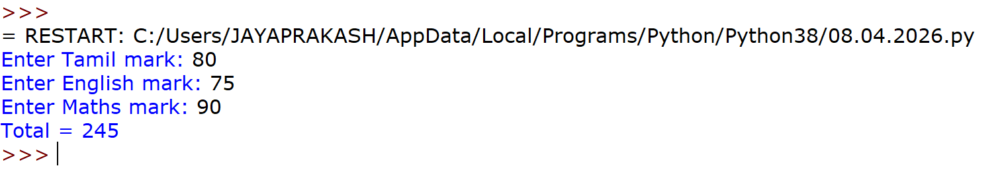 >>>
= RESTART: C:/Users/JAYAPRAKASH/AppData/Local/Programs/Python/Python38/08.04.2026.py
Enter Tamil mark: 80
Enter English mark: 75
Enter Maths mark: 90
Total = 245
>>>